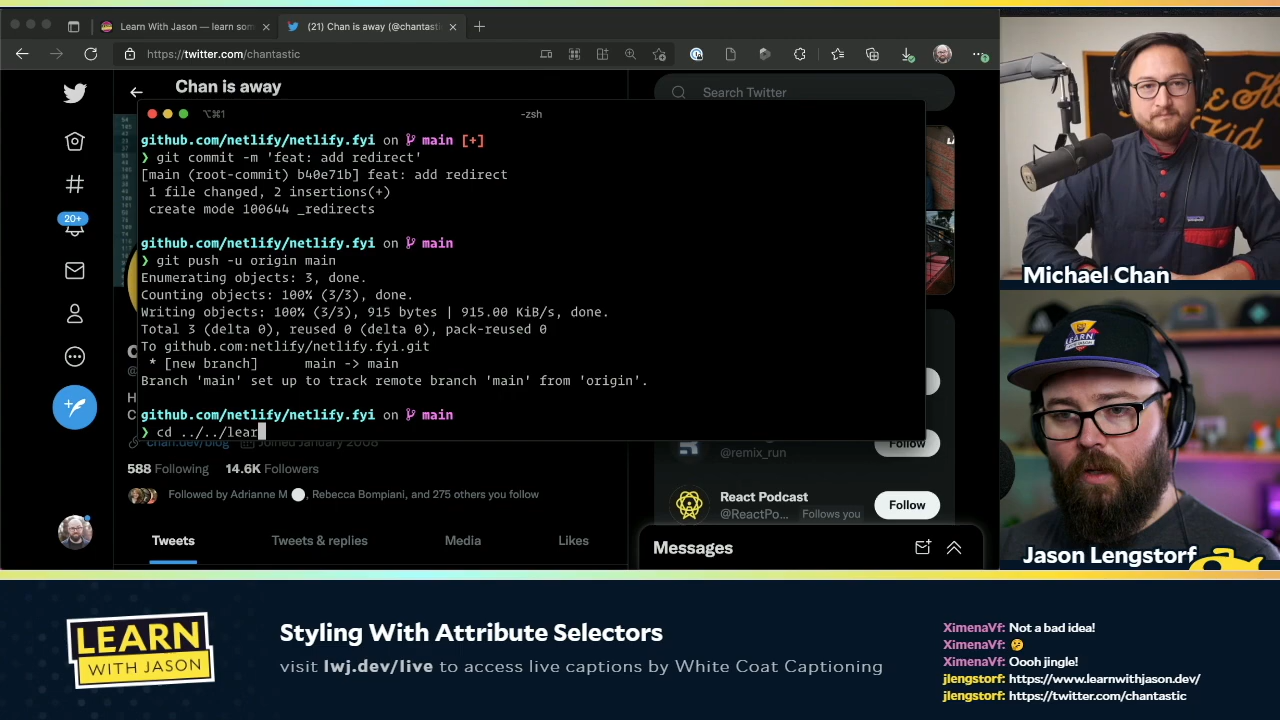 Learn With Jason — learn som
(21) Chan is away (@chantastic
https://twitter.com/chantastic
Chan is away
Search Twitter
⌥⌘1
-zsh
github.com/netlify/netlify.fyi on main [+]
❯ git commit -m 'feat: add redirect'
[main (root-commit) b40e71b] feat: add redirect
1 file changed, 2 insertions(+)
create mode 100644 _redirects
github.com/netlify/netlify.fyi on main
❯ git push -u origin main
Enumerating objects: 3, done.
Counting objects: 100% (3/3), done.
Writing objects: 100% (3/3), 915 bytes | 915.00 KiB/s, done.
Total 3 (delta 0), reused 0 (delta 0), pack-reused 0
To github.com:netlify/netlify.fyi.git
* [new branch] main -> main
Branch 'main' set up to track remote branch 'main' from 'origin'.
github.com/netlify/netlify.fyi on main
❯ cd ../../lear
20+
chan.dev/blog Joined January 2008
588 Following 14.6K Followers
Followed by Adrianne M, Rebecca Bompiani, and 275 others you follow
Tweets
Tweets & replies
Media
Likes
Follow
@remix_run
React Podcast
@ReactPo... Follows you
Follow
Messages
Michael Chan
Jason Lengstorf
LEARN
WITH JASON
Styling With Attribute Selectors
visit lwj.dev/live to access live captions by White Coat Captioning
XimenaVf: Not a bad idea!
XimenaVf: 🤔
XimenaVf: Oooh jingle!
jlengstorf: https://www.learnwithjason.dev/
jlengstorf: https://twitter.com/chantastic